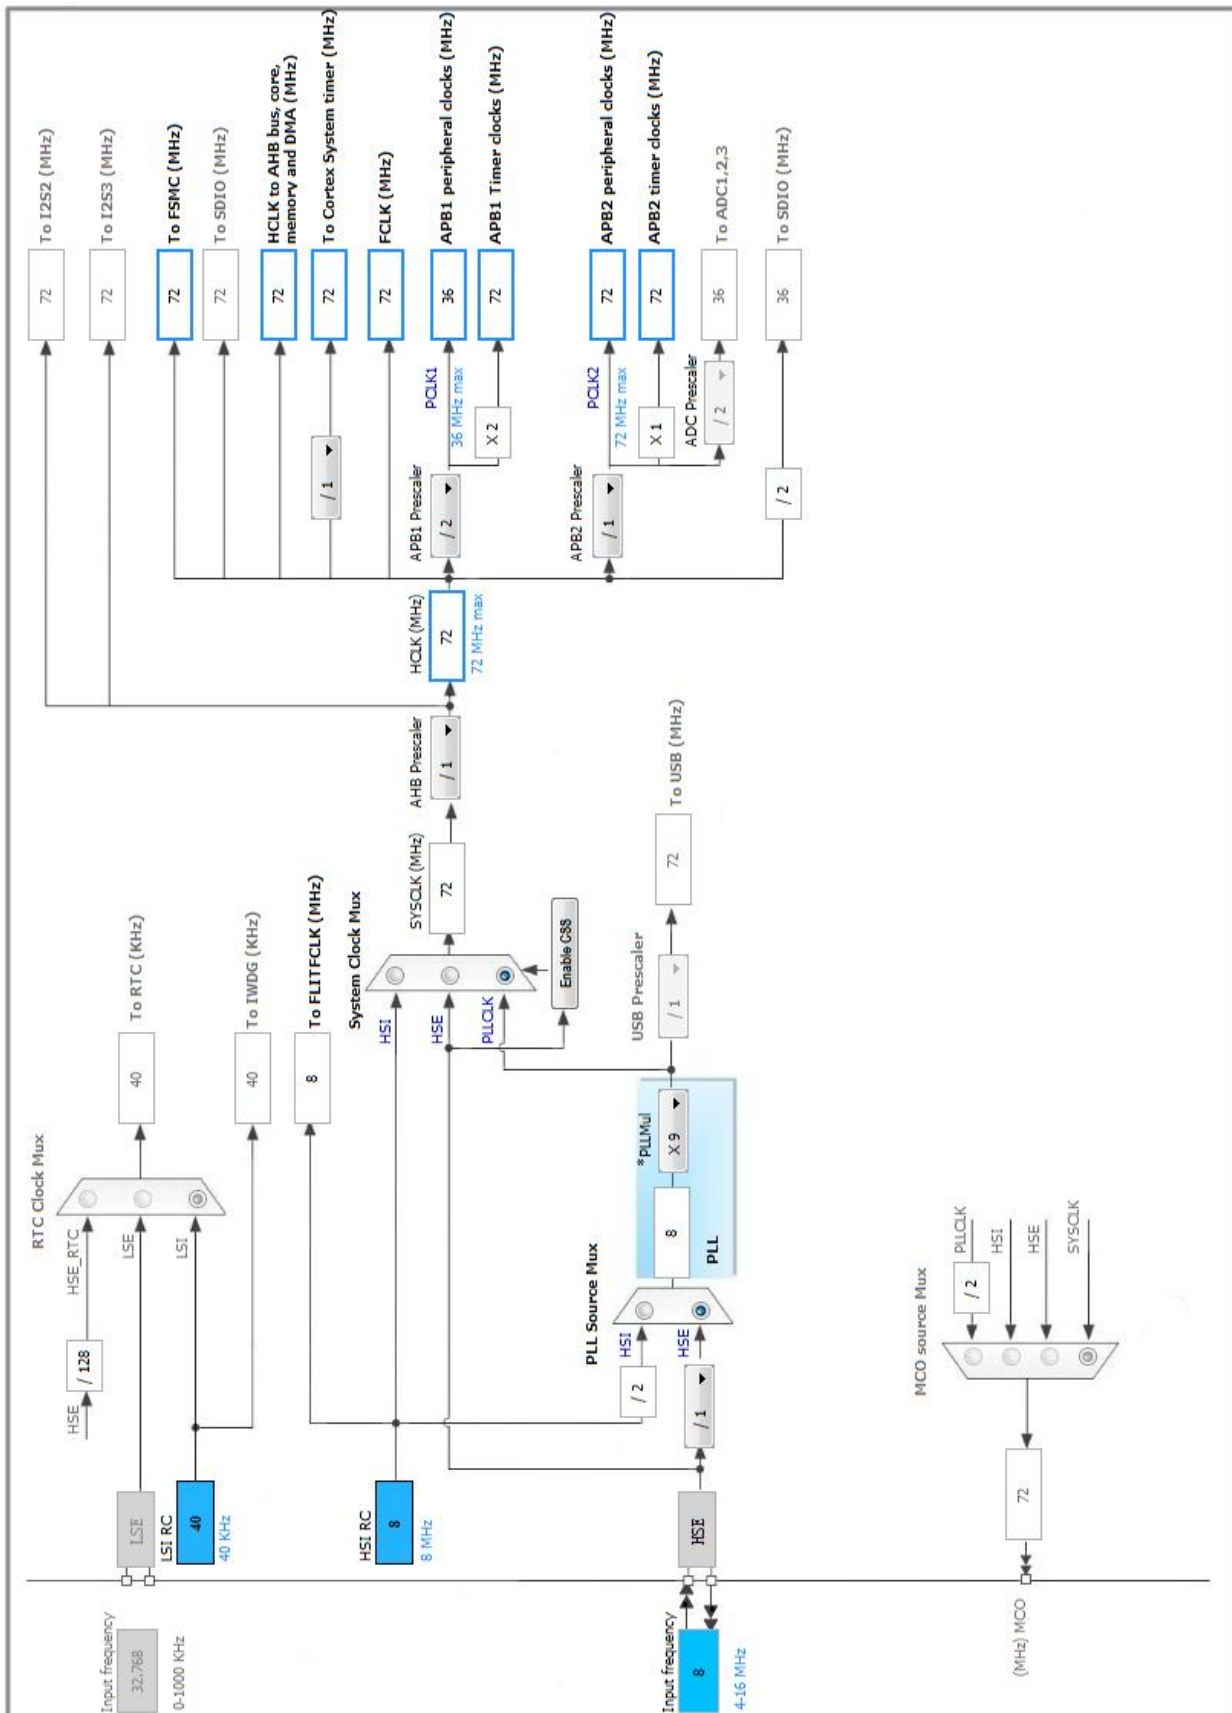 RTC Clock Mux
HSE
/ 128
HSE_RTC
Input frequency
32.768
0-1000 KHz
LSE
LSE
LSI RC
40
40 KHz
LSI
40
To RTC (KHz)
40
To IWDG (KHz)
8
To FLITFCLK (MHz)
HSI RC
8
8 MHz
System Clock Mux
HSI
HSE
PLLCLK
Enable CSS
SYSCLK (MHz)
72
AHB Prescaler
/ 1
HCLK (MHz)
72
72 MHz max
72
To I2S2 (MHz)
72
To I2S3 (MHz)
72
To FSMC (MHz)
72
To SDIO (MHz)
72
HCLK to AHB bus, core,
memory and DMA (MHz)
/ 1
72
To Cortex System timer (MHz)
72
FCLK (MHz)
APB1 Prescaler
/ 2
PCLK1
36 MHz max
36
APB1 peripheral clocks (MHz)
X 2
72
APB1 Timer clocks (MHz)
APB2 Prescaler
/ 1
PCLK2
72 MHz max
72
APB2 peripheral clocks (MHz)
X 1
72
APB2 timer clocks (MHz)
ADC Prescaler
/ 2
36
To ADC1,2,3
/ 2
36
To SDIO (MHz)
Input frequency
8
4-16 MHz
HSE
/ 1
/ 2
PLL Source Mux
HSI
HSE
8
*PLLMul
X 9
PLL
USB Prescaler
/ 1
72
To USB (MHz)
MCO source Mux
(MHz) MCO
72
/ 2
PLLCLK
HSI
HSE
SYSCLK